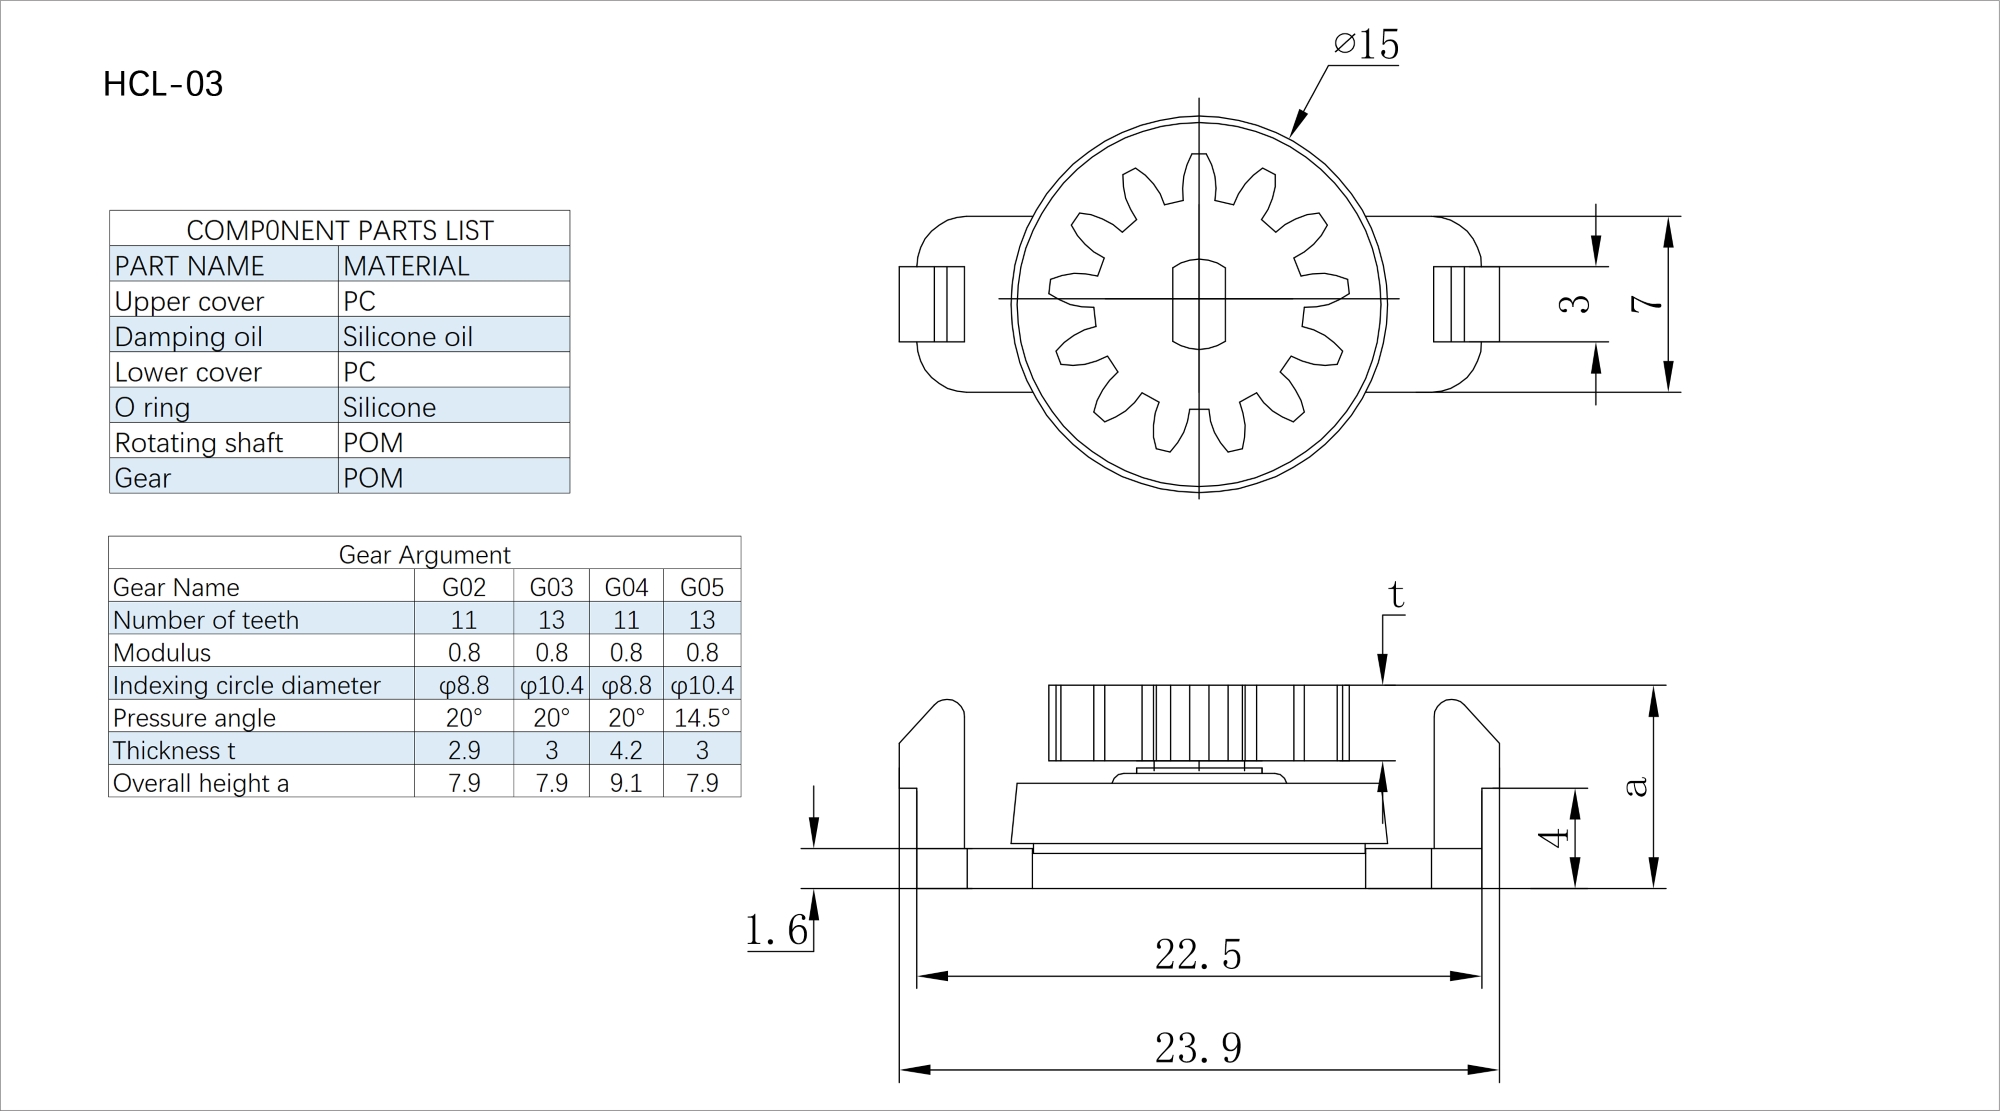 HCL-03
COMP0NENT PARTS LIST
PART NAME MATERIAL
Upper cover PC
Damping oil Silicone oil
Lower cover PC
O ring Silicone
Rotating shaft POM
Gear POM
Gear Argument
Gear Name G02 G03 G04 G05
Number of teeth 11 13 11 13
Modulus 0.8 0.8 0.8 0.8
Indexing circle diameter φ8.8 φ10.4 φ8.8 φ10.4
Pressure angle 20° 20° 20° 14.5°
Thickness t 2.9 3 4.2 3
Overall height a 7.9 7.9 9.1 7.9
⌀15
3
7
t
a
4
1.6
22.5
23.9